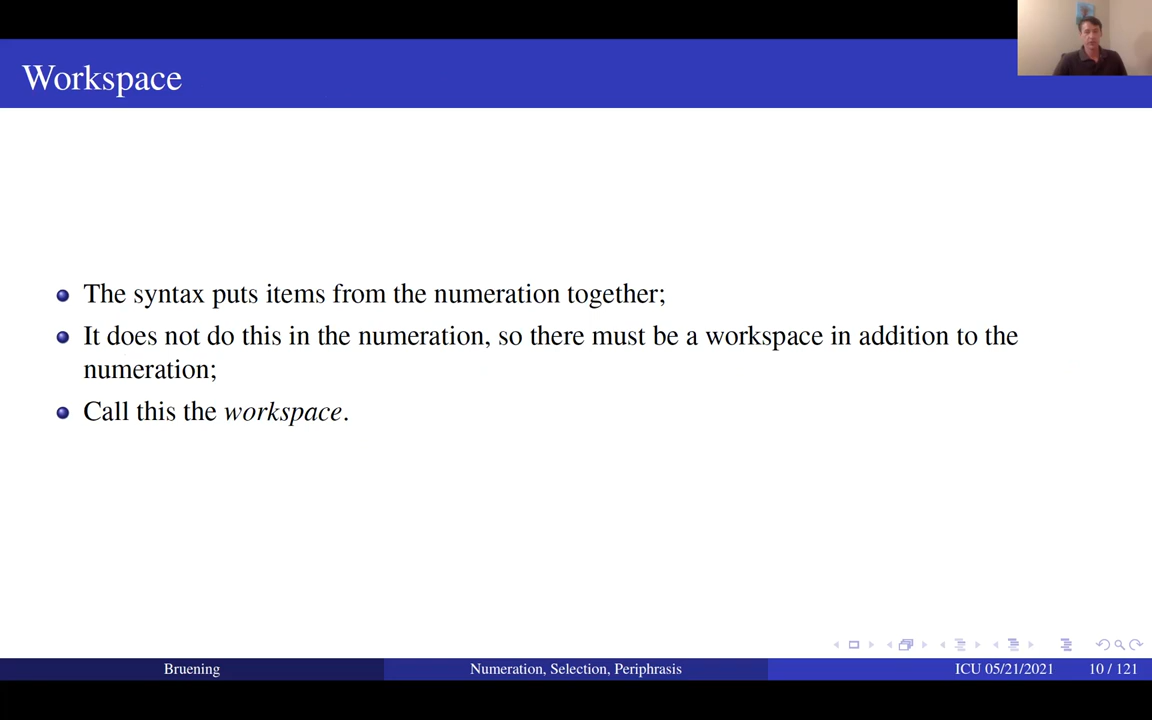 Workspace
The syntax puts items from the numeration together;
It does not do this in the numeration, so there must be a workspace in addition to the
numeration;
Call this the workspace.
Bruening
Numeration, Selection, Periphrasis
ICU 05/21/2021
10 / 121